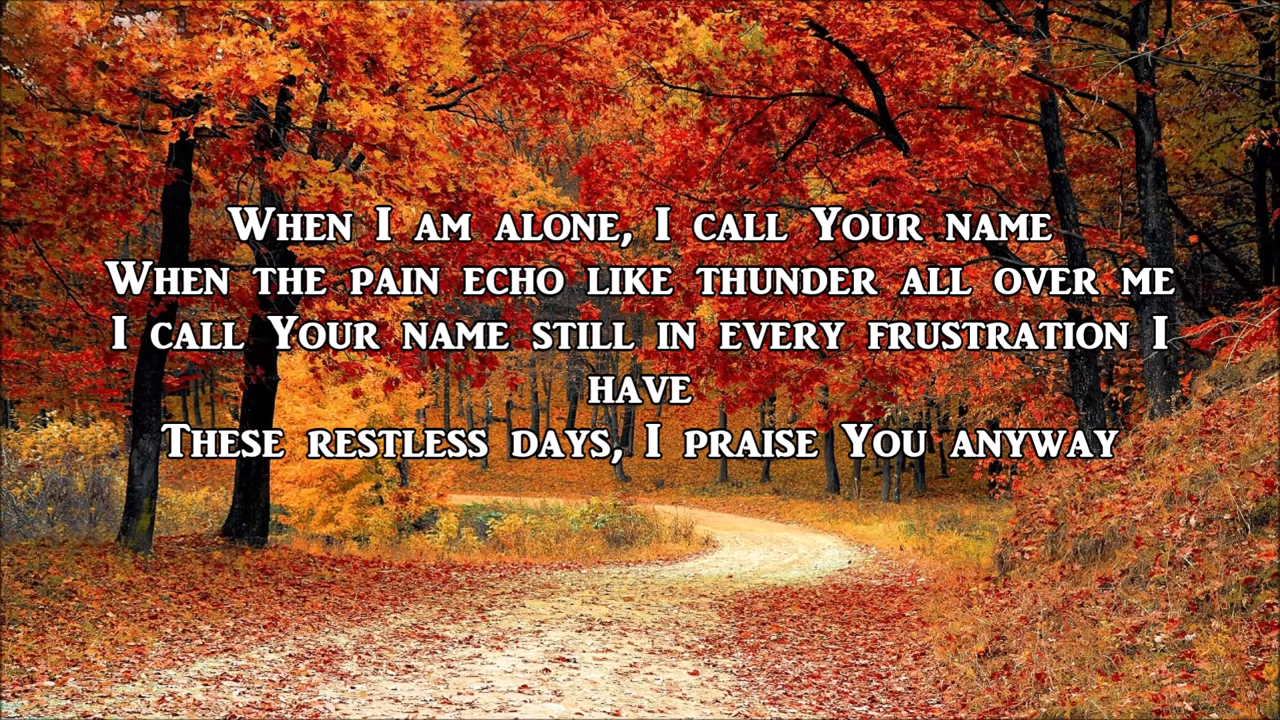 When I am alone, I call Your name
When the pain echo like thunder all over me
I call Your name still in every frustration I
have
These restless days, I praise You anyway